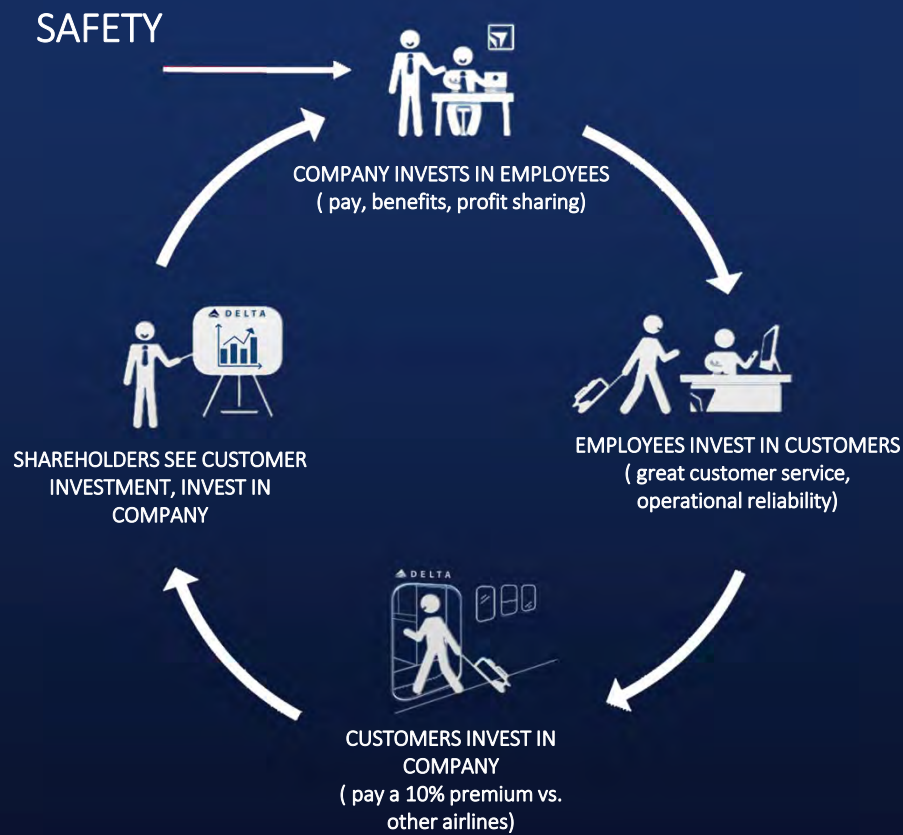 SAFETY
COMPANY INVESTS IN EMPLOYEES
( pay, benefits, profit sharing)
DELTA
SHAREHOLDERS SEE CUSTOMER
INVESTMENT, INVEST IN
COMPANY
EMPLOYEES INVEST IN CUSTOMERS
( great customer service,
operational reliability)
DELTA
CUSTOMERS INVEST IN
COMPANY
( pay a 10% premium vs.
other airlines)